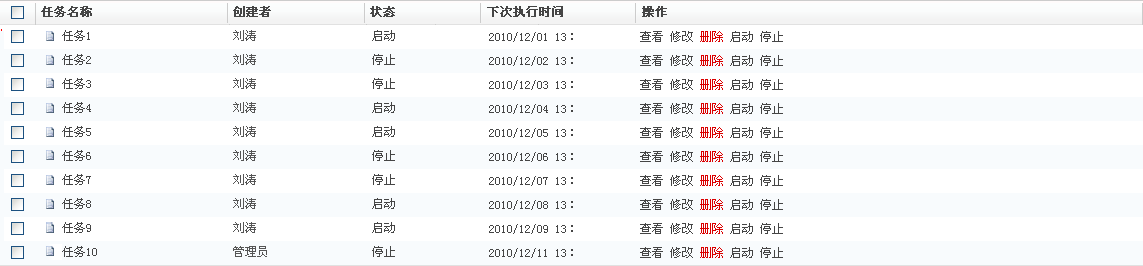 任务名称 创建者 状态 下次执行时间 操作
任务1 刘涛 启动 2010/12/01 13: 查看 修改 删除 启动 停止
任务2 刘涛 停止 2010/12/02 13: 查看 修改 删除 启动 停止
任务3 刘涛 停止 2010/12/03 13: 查看 修改 删除 启动 停止
任务4 刘涛 启动 2010/12/04 13: 查看 修改 删除 启动 停止
任务5 刘涛 启动 2010/12/05 13: 查看 修改 删除 启动 停止
任务6 刘涛 停止 2010/12/06 13: 查看 修改 删除 启动 停止
任务7 刘涛 停止 2010/12/07 13: 查看 修改 删除 启动 停止
任务8 刘涛 启动 2010/12/08 13: 查看 修改 删除 启动 停止
任务9 刘涛 启动 2010/12/09 13: 查看 修改 删除 启动 停止
任务10 管理员 停止 2010/12/11 13: 查看 修改 删除 启动 停止